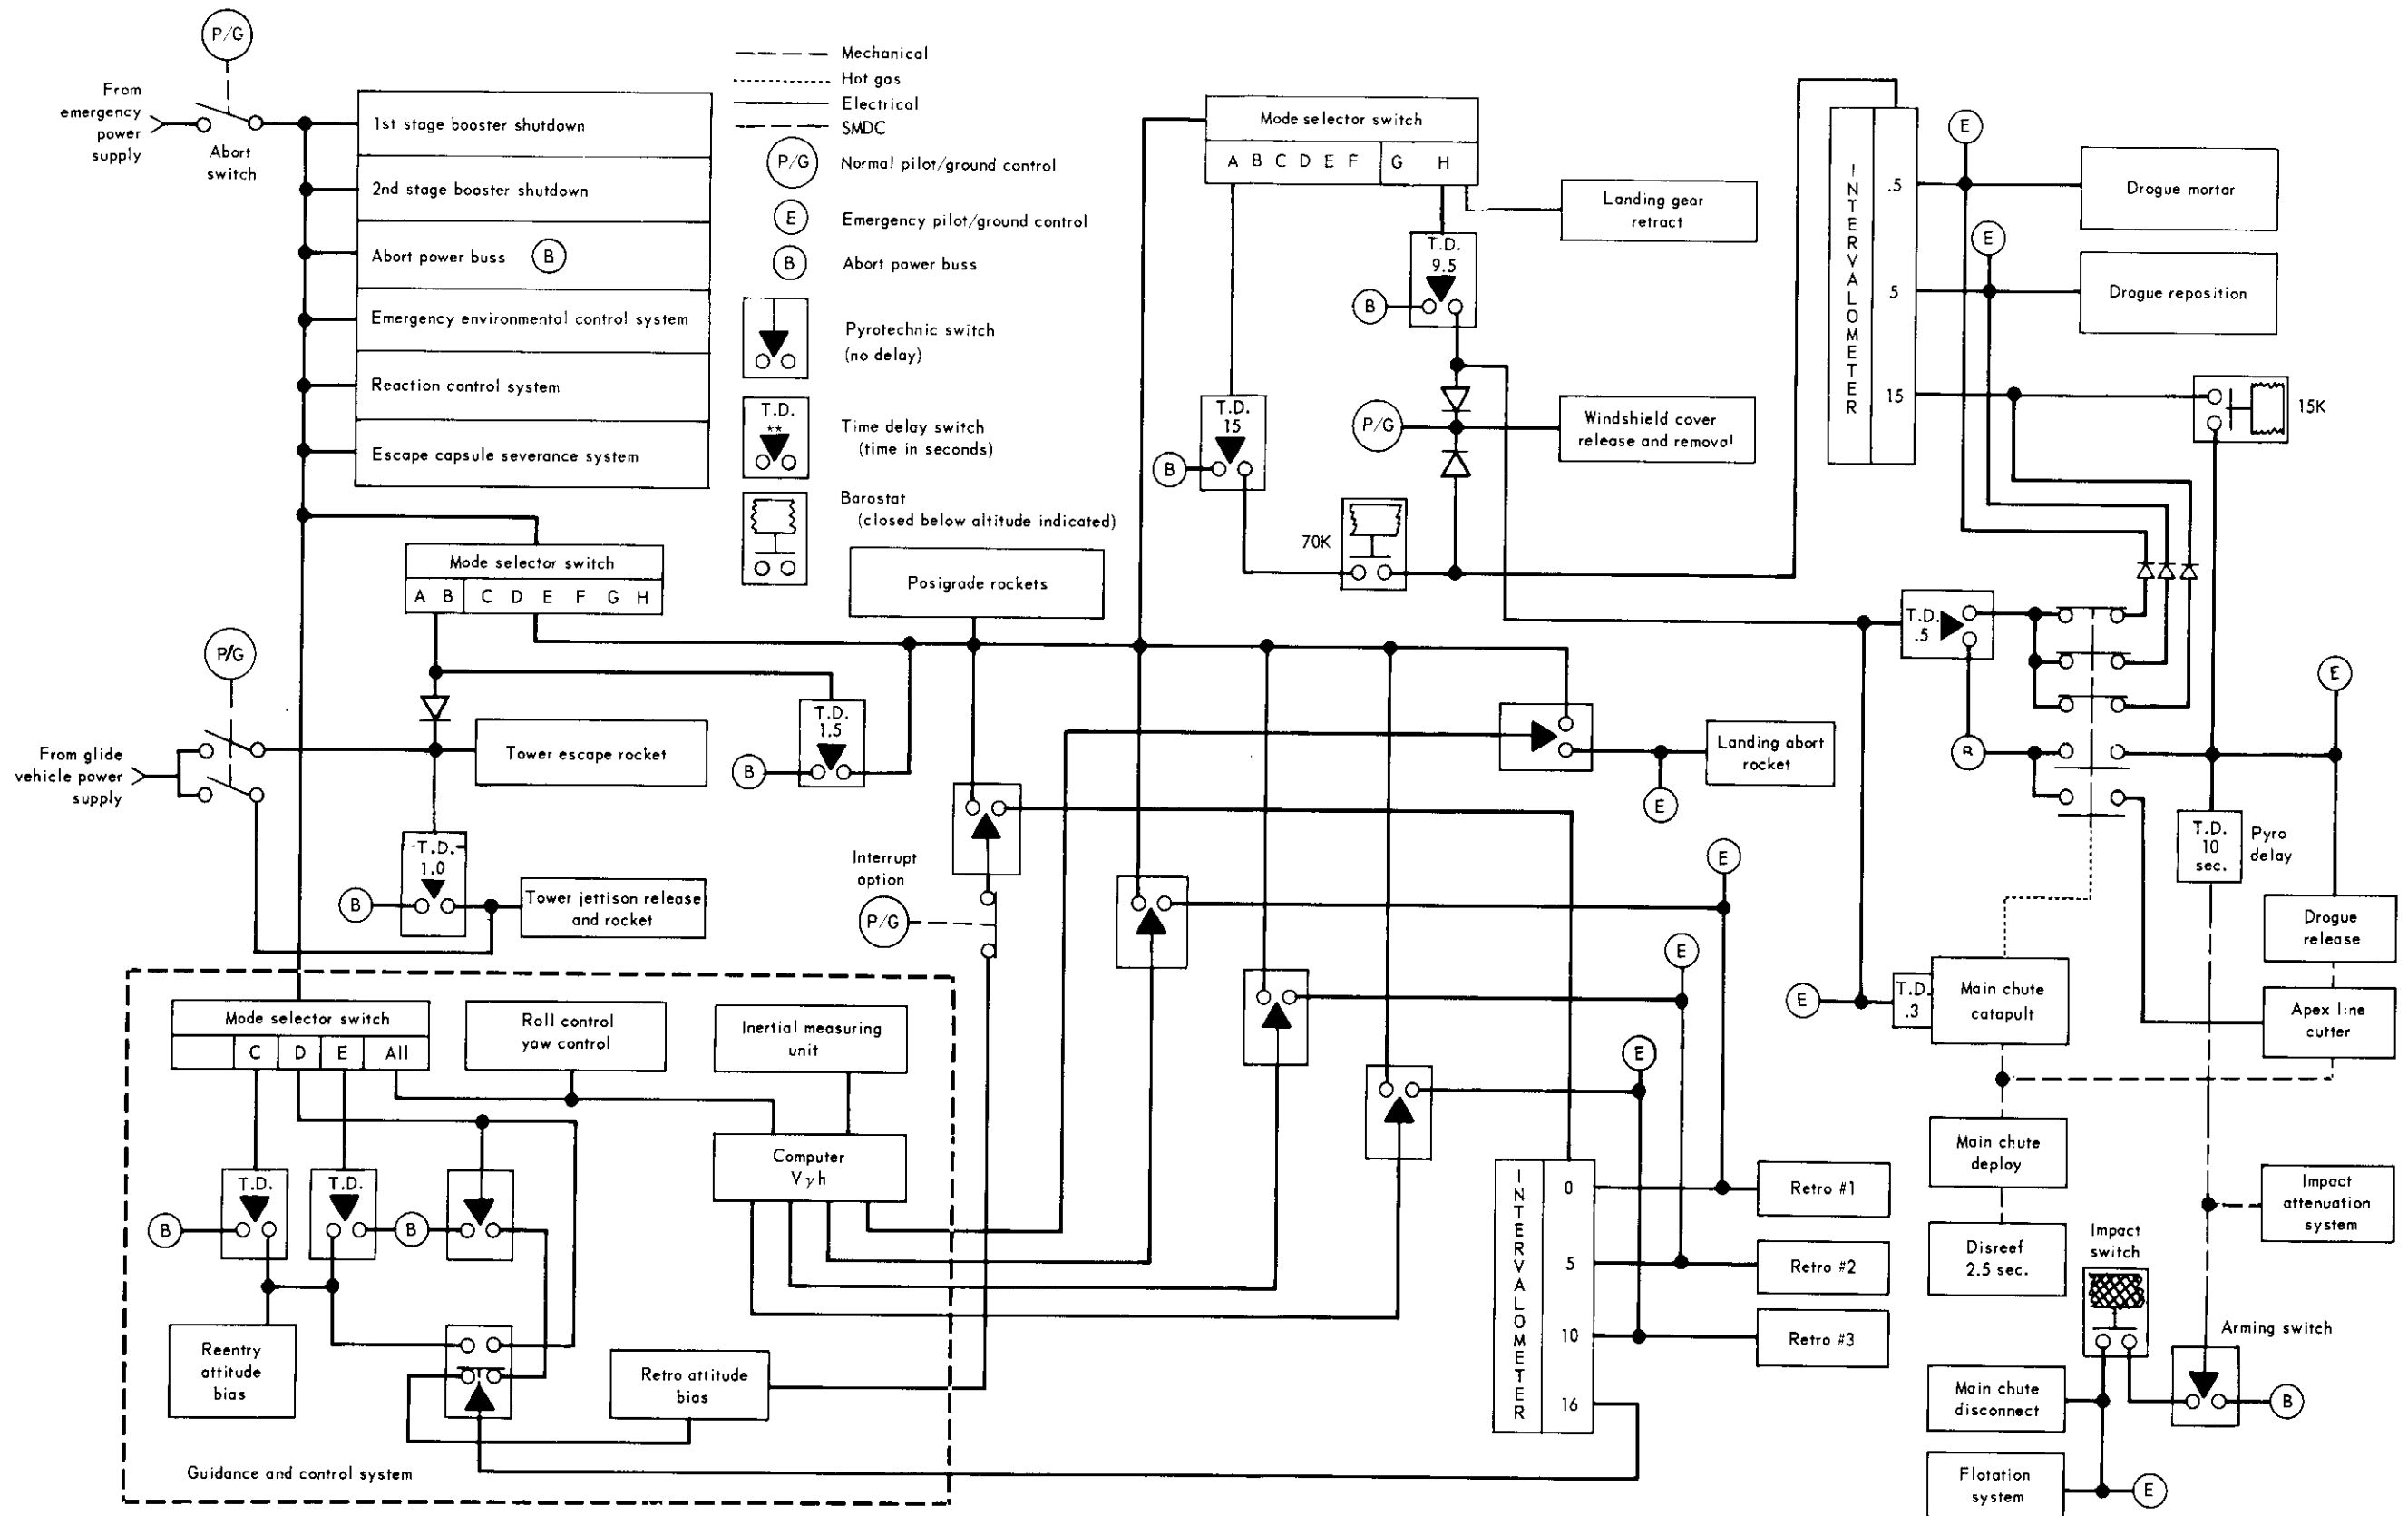 P/G
From
emergency
power
supply
Abort
switch
1st stage booster shutdown
2nd stage booster shutdown
Abort power buss B
Emergency environmental control system
Reaction control system
Escape capsule severance system
Mechanical
Hot gas
Electrical
SMDC
P/G Normal pilot/ground control
E Emergency pilot/ground control
B Abort power buss
Pyrotechnic switch
(no delay)
T.D.
**
Time delay switch
(time in seconds)
Barostat
(closed below altitude indicated)
Mode selector switch
A B C D E F G H
Landing gear
retract
T.D.
9.5
B
T.D.
15
B
P/G
Windshield cover
release and removal
70K
INTERVALOMETER
.5
5
15
E
Drogue mortar
E
Drogue reposition
15K
Mode selector switch
A B C D E F G H
Posigrade rockets
P/G
From glide
vehicle power
supply
Tower escape rocket
T.D.
1.5
B
T.D.
1.0
B
Tower jettison release
and rocket
Interrupt
option
P/G
Landing abort
rocket
E
T.D.
.5
B
E
T.D.
10
sec.
Pyro
delay
Drogue
release
Apex line
cutter
E
T.D.
.3
Main chute
catapult
Main chute
deploy
Disreef
2.5 sec.
Impact
attenuation
system
Impact
switch
Arming switch
B
Main chute
disconnect
Flotation
system
E
E
E
E
INTERVALOMETER
0
5
10
16
Retro #1
Retro #2
Retro #3
Mode selector switch
C D E All
Roll control
yaw control
Inertial measuring
unit
Computer
Vγh
T.D.
T.D.
B
B
Reentry
attitude
bias
Retro attitude
bias
Guidance and control system